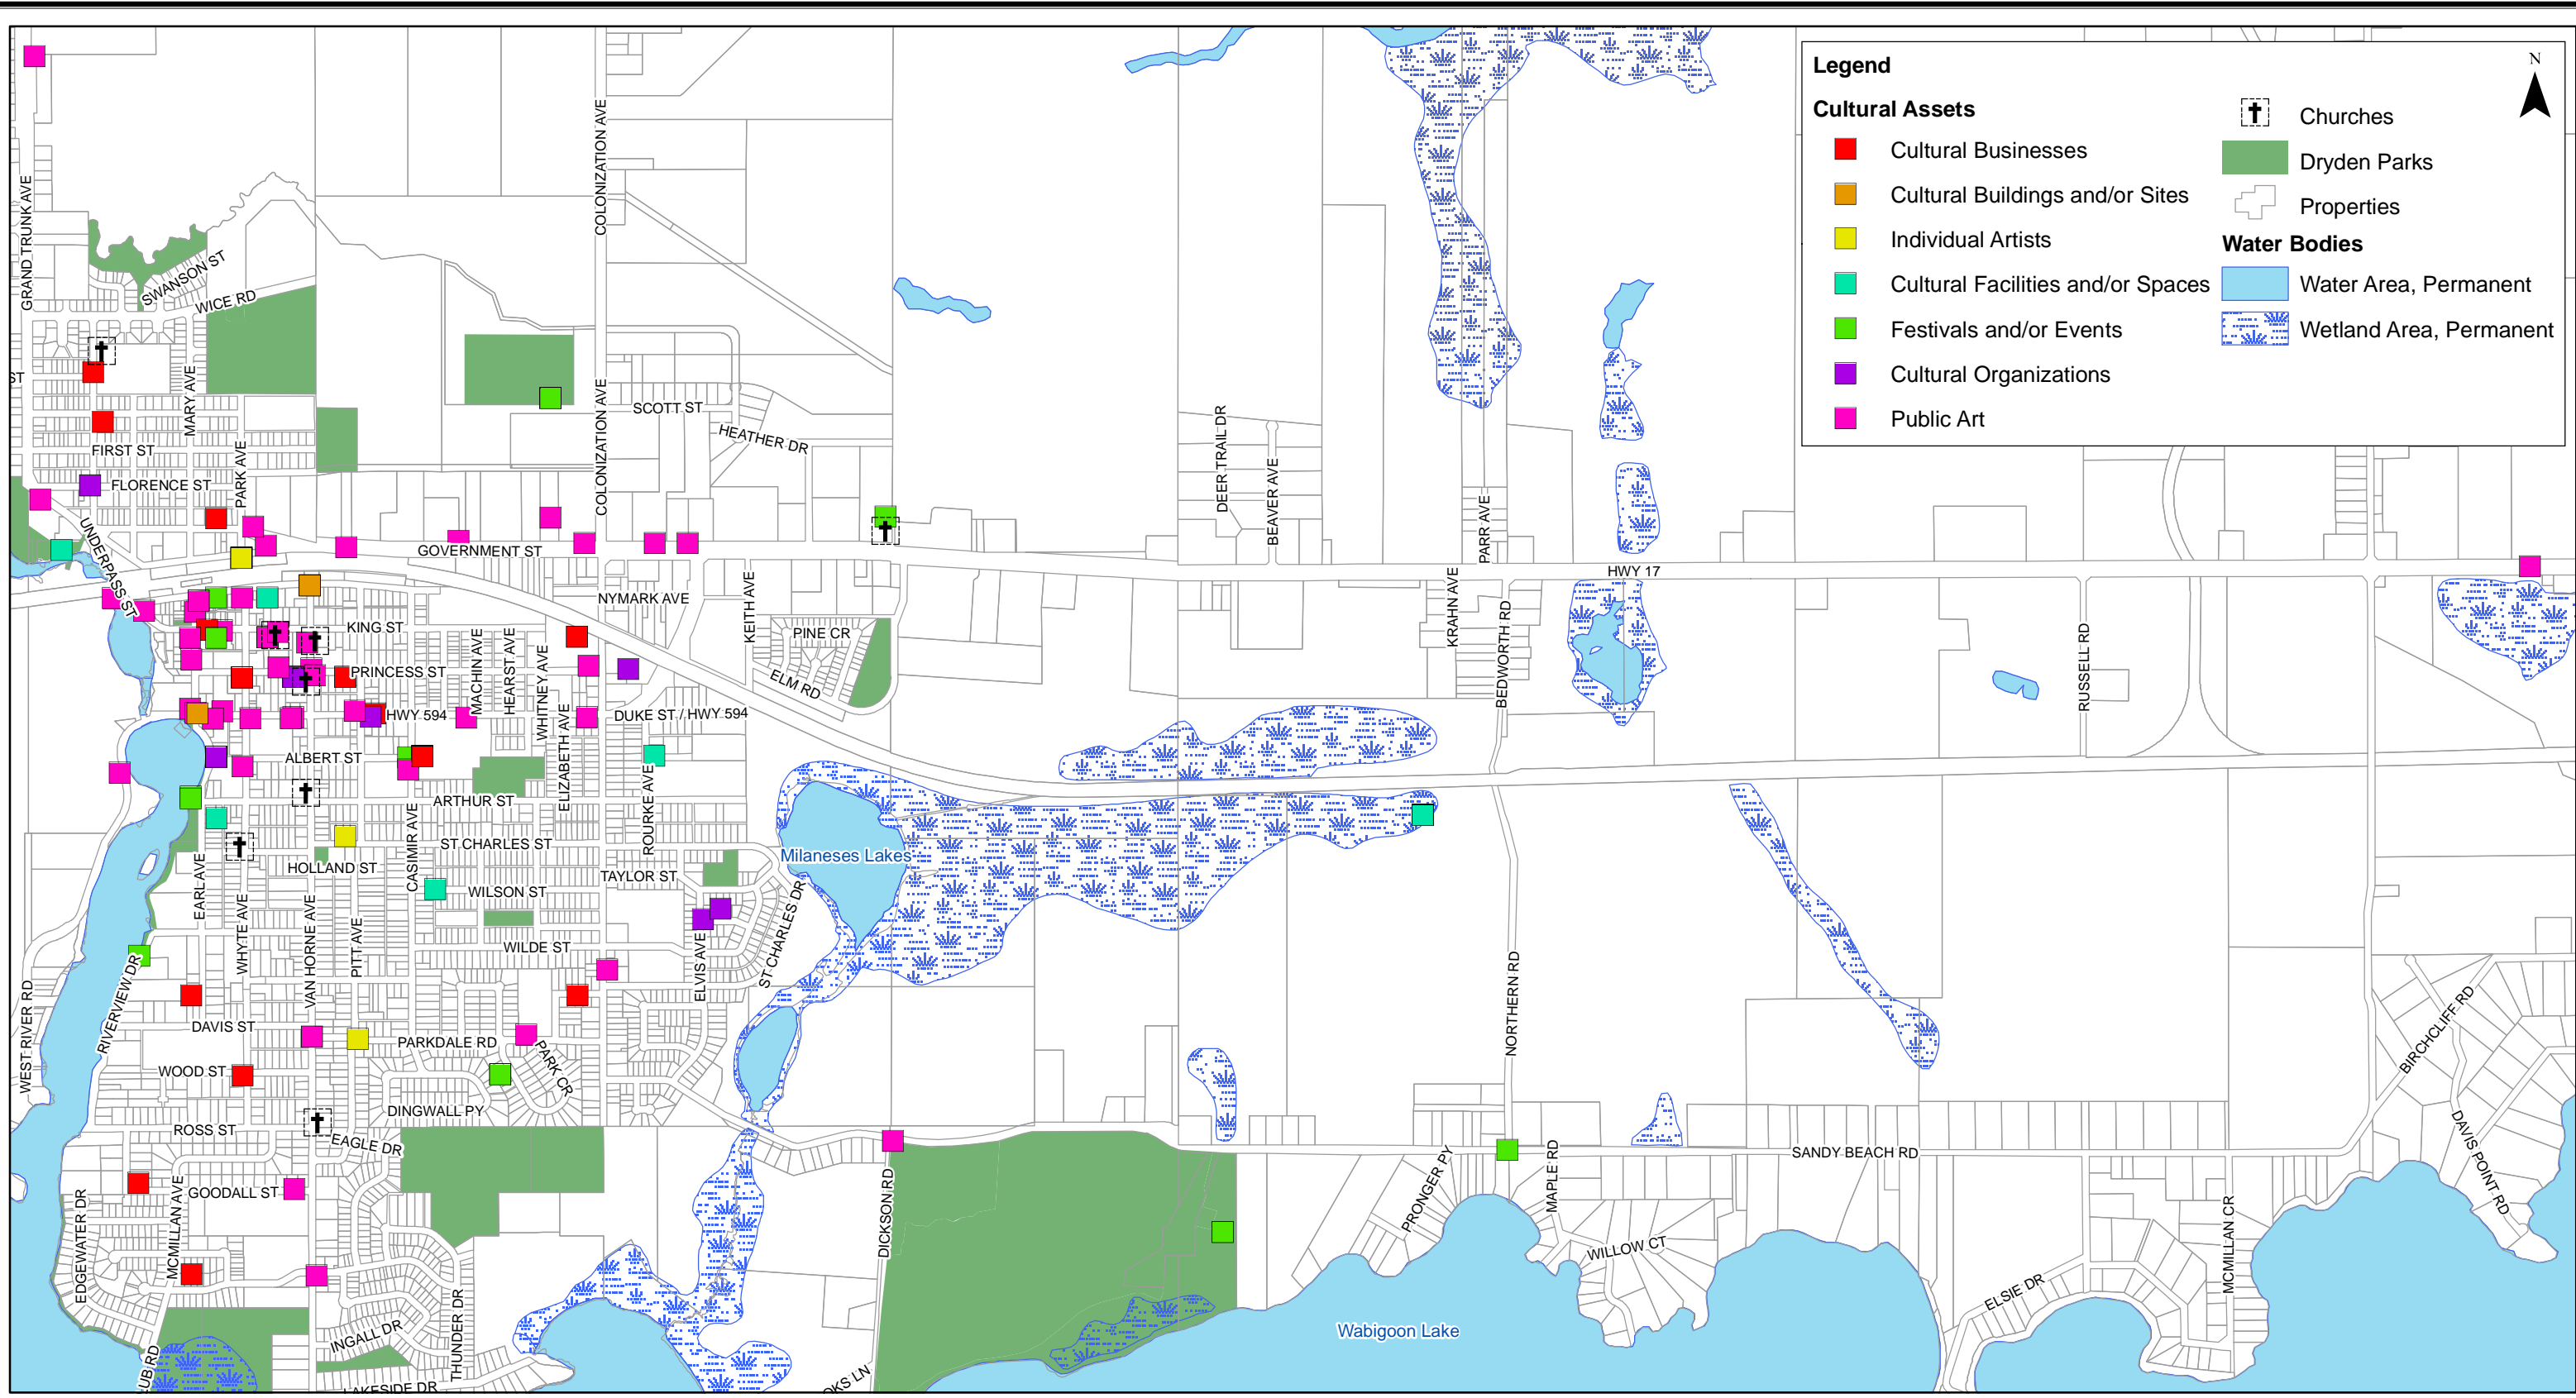 Legend
N
Cultural Assets
Cultural Businesses
Cultural Buildings and/or Sites
Individual Artists
Cultural Facilities and/or Spaces
Festivals and/or Events
Cultural Organizations
Public Art
Churches
Dryden Parks
Properties
Water Bodies
Water Area, Permanent
Wetland Area, Permanent
GRAND TRUNK AVE
COLONIZATION AVE
SWANSON ST
WICE RD
ST
MARY AVE
COLONIZATION AVE
SCOTT ST
HEATHER DR
FIRST ST
PARK AVE
FLORENCE ST
DEER TRAIL DR
BEAVER AVE
PARR AVE
UNDERPASS ST
GOVERNMENT ST
HWY 17
NYMARK AVE
KEITH AVE
KING ST
PINE CR
KRAHN AVE
BEDWORTH RD
RUSSELL RD
PRINCESS ST
MACHIN AVE
HEARST AVE
WHITNEY AVE
ELM RD
HWY 594
ELIZABETH AVE
DUKE ST / HWY 594
ALBERT ST
ROURKE AVE
ARTHUR ST
CASIMIR AVE
ST CHARLES ST
Milaneses Lakes
EARL AVE
HOLLAND ST
WILSON ST
TAYLOR ST
WHYTE AVE
VAN HORNE AVE
PITT AVE
WILDE ST
ELVIS AVE
ST CHARLES DR
WEST RIVER RD
RIVERVIEW DR
NORTHERN RD
DAVIS ST
PARKDALE RD
PARK CR
BIRCHCLIFF RD
WOOD ST
DINGWALL PY
ROSS ST
EAGLE DR
PRONGER PY
MAPLE RD
SANDY BEACH RD
DAVIS POINT RD
EDGEWATER DR
MCMILLAN AVE
GOODALL ST
DICKSON RD
WILLOW CT
MCMILLAN CR
ELSIE DR
INGALL DR
THUNDER DR
Wabigoon Lake
UB RD
LAKESIDE DR
OKS LN